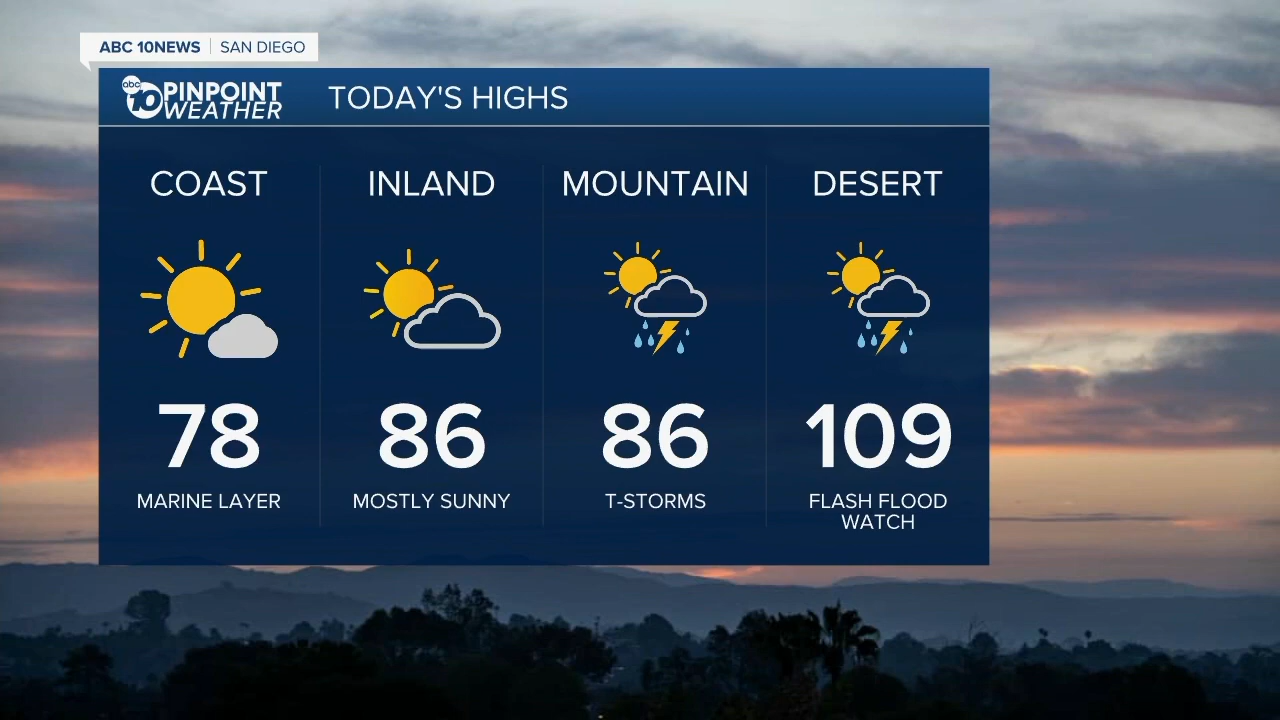 ABC 10NEWS | SAN DIEGO
abc 10 PINPOINT WEATHER
TODAY'S HIGHS
COAST
78
MARINE LAYER
INLAND
86
MOSTLY SUNNY
MOUNTAIN
86
T-STORMS
DESERT
109
FLASH FLOOD
WATCH